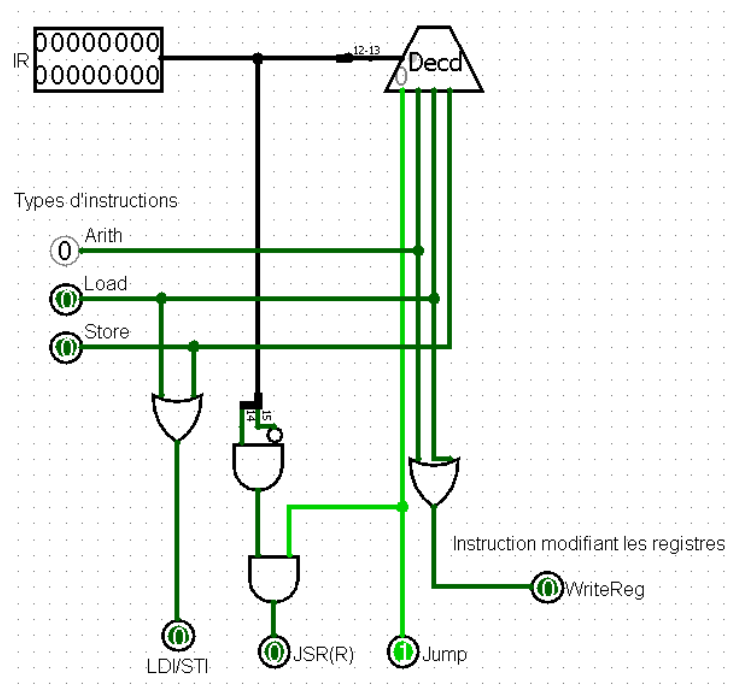 00000000
IR
00000000
12-13
Decd
0
Types d'instructions
Arith
0
Load
0
Store
0
14
15
Instruction modifiant les registres
0 WriteReg
0
LDI/STI
0 JSR(R)
1 Jump